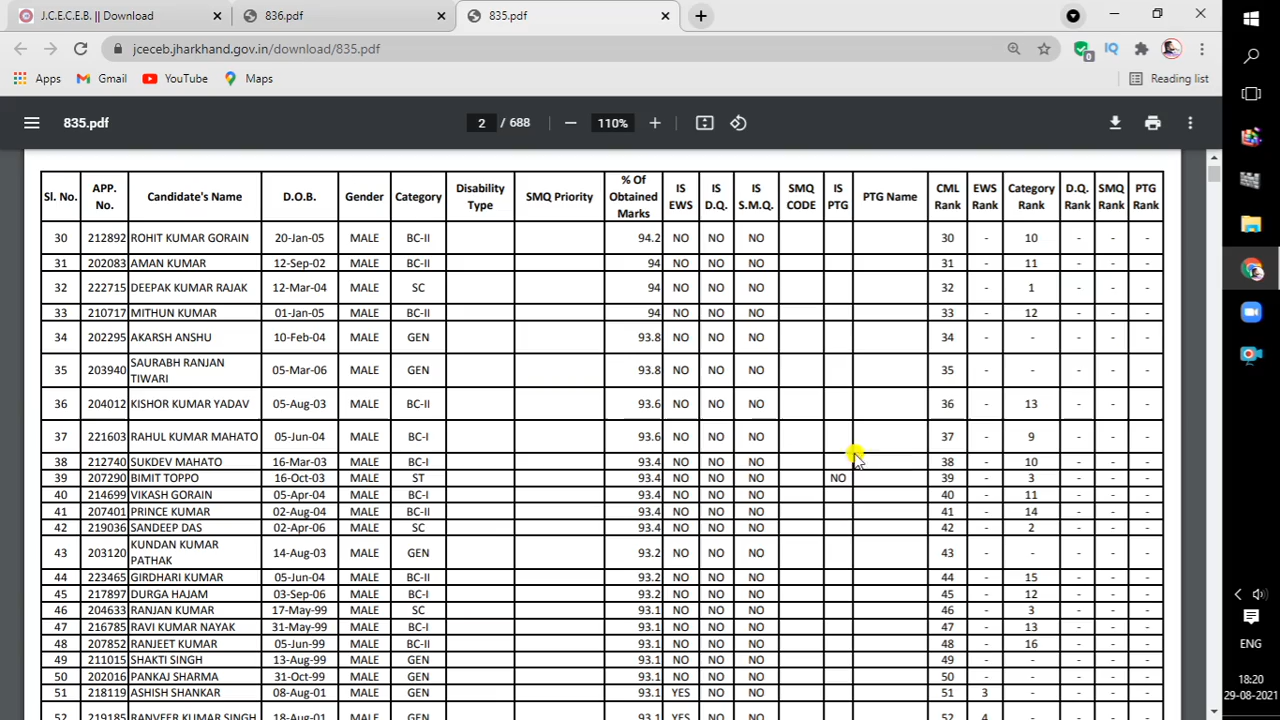 J.C.E.C.E.B. || Download
836.pdf
835.pdf
jceceb.jharkhand.gov.in/download/835.pdf
0
IQ
Apps
Gmail
YouTube
Maps
Reading list
835.pdf
2 / 688
110%
Sl. No. APP. No. Candidate's Name D.O.B. Gender Category Disability Type SMQ Priority % Of Obtained Marks IS EWS IS D.Q. IS S.M.Q. SMQ CODE IS PTG PTG Name CML Rank EWS Rank Category Rank D.Q. Rank SMQ Rank PTG Rank
30 212892 ROHIT KUMAR GORAIN 20-Jan-05 MALE BC-II 94.2 NO NO NO 30 - 10 - - -
31 202083 AMAN KUMAR 12-Sep-02 MALE BC-II 94 NO NO NO 31 - 11 - - -
32 222715 DEEPAK KUMAR RAJAK 12-Mar-04 MALE SC 94 NO NO NO 32 - 1 - - -
33 210717 MITHUN KUMAR 01-Jan-05 MALE BC-II 94 NO NO NO 33 - 12 - - -
34 202295 AKARSH ANSHU 10-Feb-04 MALE GEN 93.8 NO NO NO 34 - - - - -
35 203940 SAURABH RANJAN TIWARI 05-Mar-06 MALE GEN 93.8 NO NO NO 35 - - - - -
36 204012 KISHOR KUMAR YADAV 05-Aug-03 MALE BC-II 93.6 NO NO NO 36 - 13 - - -
37 221603 RAHUL KUMAR MAHATO 05-Jun-04 MALE BC-I 93.6 NO NO NO 37 - 9 - - -
38 212740 SUKDEV MAHATO 16-Mar-03 MALE BC-I 93.4 NO NO NO 38 - 10 - - -
39 207290 BIMIT TOPPO 16-Oct-03 MALE ST 93.4 NO NO NO NO 39 - 3 - - -
40 214699 VIKASH GORAIN 05-Apr-04 MALE BC-I 93.4 NO NO NO 40 - 11 - - -
41 207401 PRINCE KUMAR 02-Aug-04 MALE BC-II 93.4 NO NO NO 41 - 14 - - -
42 219036 SANDEEP DAS 02-Apr-06 MALE SC 93.4 NO NO NO 42 - 2 - - -
43 203120 KUNDAN KUMAR PATHAK 14-Aug-03 MALE GEN 93.2 NO NO NO 43 - - - - -
44 223465 GIRDHARI KUMAR 05-Jun-04 MALE BC-II 93.2 NO NO NO 44 - 15 - - -
45 217897 DURGA HAJAM 03-Sep-06 MALE BC-I 93.2 NO NO NO 45 - 12 - - -
46 204633 RANJAN KUMAR 17-May-99 MALE SC 93.1 NO NO NO 46 - 3 - - -
47 216785 RAVI KUMAR NAYAK 31-May-99 MALE BC-I 93.1 NO NO NO 47 - 13 - - -
48 207852 RANJEET KUMAR 05-Jun-99 MALE BC-II 93.1 NO NO NO 48 - 16 - - -
49 211015 SHAKTI SINGH 13-Aug-99 MALE GEN 93.1 NO NO NO 49 - - - - -
50 202016 PANKAJ SHARMA 31-Oct-99 MALE GEN 93.1 NO NO NO 50 - - - - -
51 218119 ASHISH SHANKAR 08-Aug-01 MALE GEN 93.1 YES NO NO 51 3 - - - -
52 219185 RANVEER KUMAR SINGH 18-Aug-01 MALE GEN 93.1 YES NO NO 52 4 - - - -
ENG
18:20
29-08-2021